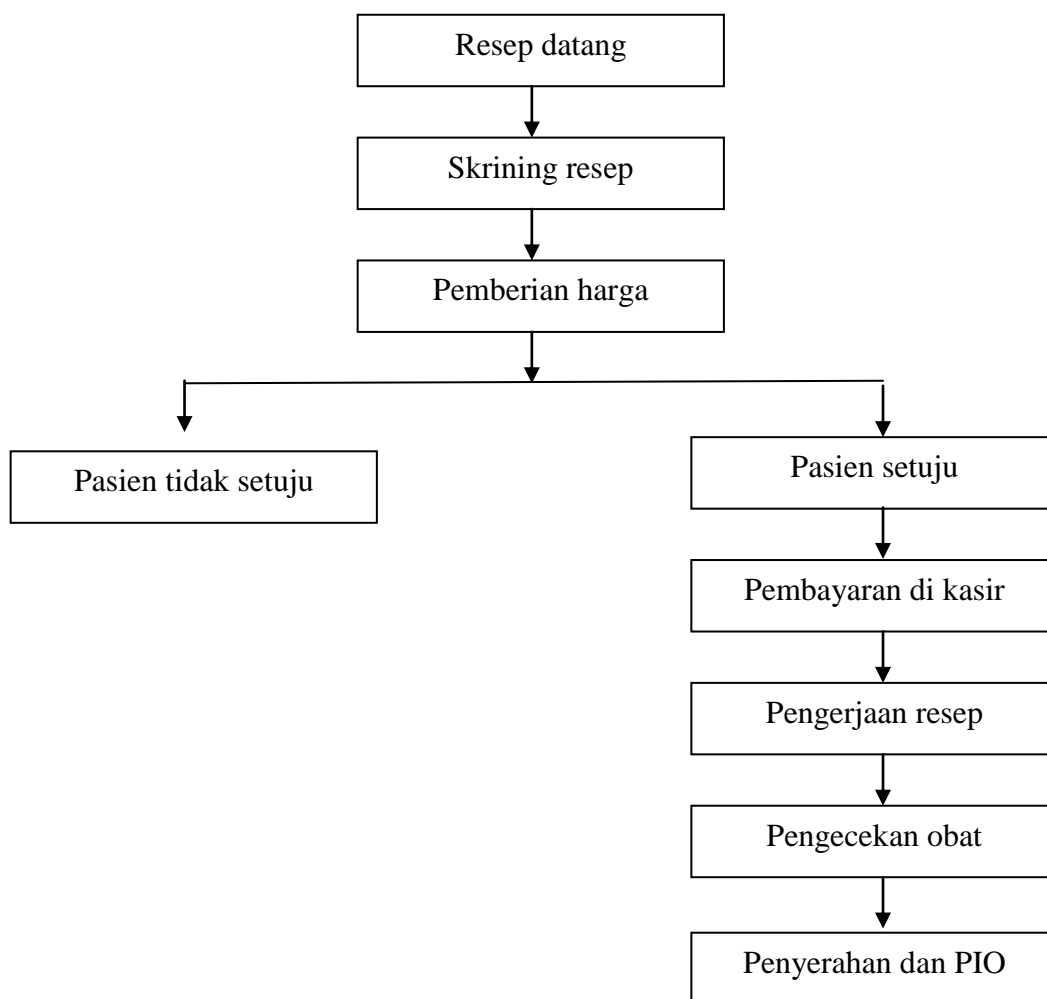 Resep datang
Skrining resep
Pemberian harga
Pasien tidak setuju
Pasien setuju
Pembayaran di kasir
Pengerjaan resep
Pengecekan obat
Penyerahan dan PIO